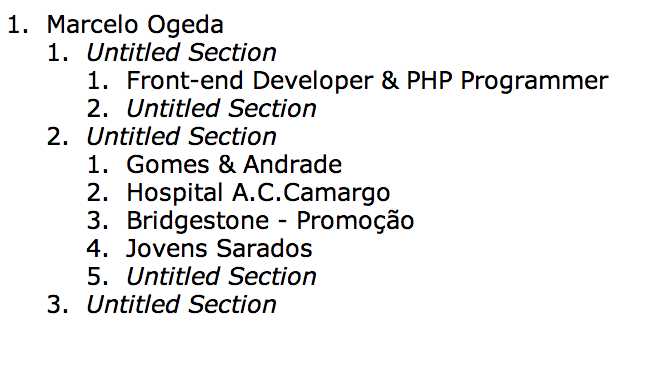 1. Marcelo Ogeda
1. Untitled Section
1. Front-end Developer & PHP Programmer
2. Untitled Section
2. Untitled Section
1. Gomes & Andrade
2. Hospital A.C.Camargo
3. Bridgestone - Promoção
4. Jovens Sarados
5. Untitled Section
3. Untitled Section